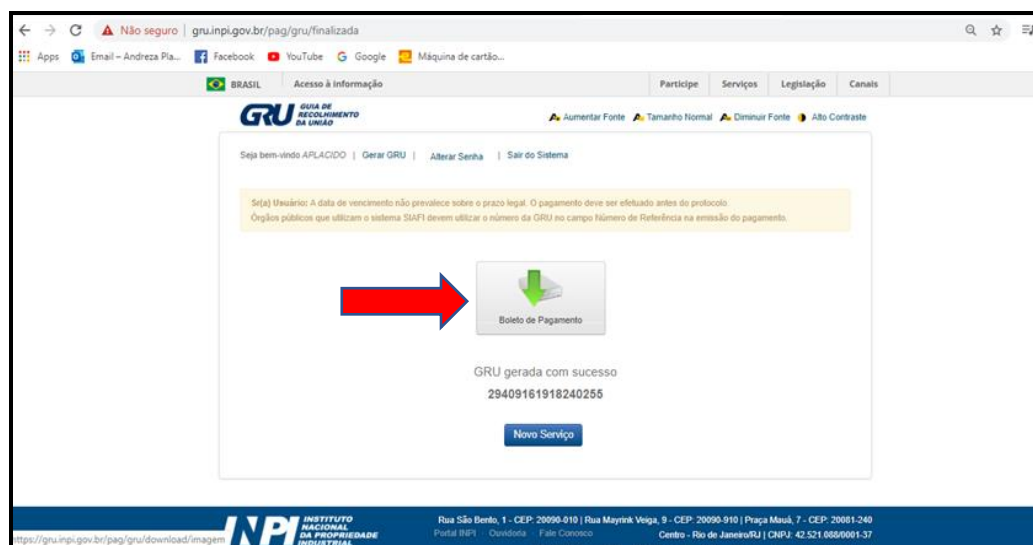 Não seguro | gru.inpi.gov.br/pag/gru/finalizada
Apps Email – Andreza Pla... Facebook YouTube Google Máquina de cartão...
BRASIL Acesso à informação Participe Serviços Legislação Canais
GRU GUIA DE RECOLHIMENTO DA UNIÃO
Aumentar Fonte Tamanho Normal Diminuir Fonte Alto Contraste
Seja bem-vindo APLACIDO | Gerar GRU | Alterar Senha | Sair do Sistema
Sr(a) Usuário: A data de vencimento não prevalece sobre o prazo legal. O pagamento deve ser efetuado antes do protocolo.
Órgãos públicos que utilizam o sistema SIAFI devem utilizar o número da GRU no campo Número de Referência na emissão do pagamento.
Boleto de Pagamento
GRU gerada com sucesso
29409161918240255
Novo Serviço
INPI INSTITUTO NACIONAL DA PROPRIEDADE INDUSTRIAL
Rua São Bento, 1 - CEP: 20090-010 | Rua Mayrink Veiga, 9 - CEP: 20090-910 | Praça Mauá, 7 - CEP: 20081-240
Portal INPI Ouvidoria Fale Conosco Centro - Rio de Janeiro/RJ | CNPJ: 42.521.088/0001-37
https://gru.inpi.gov.br/pag/gru/download/imagem